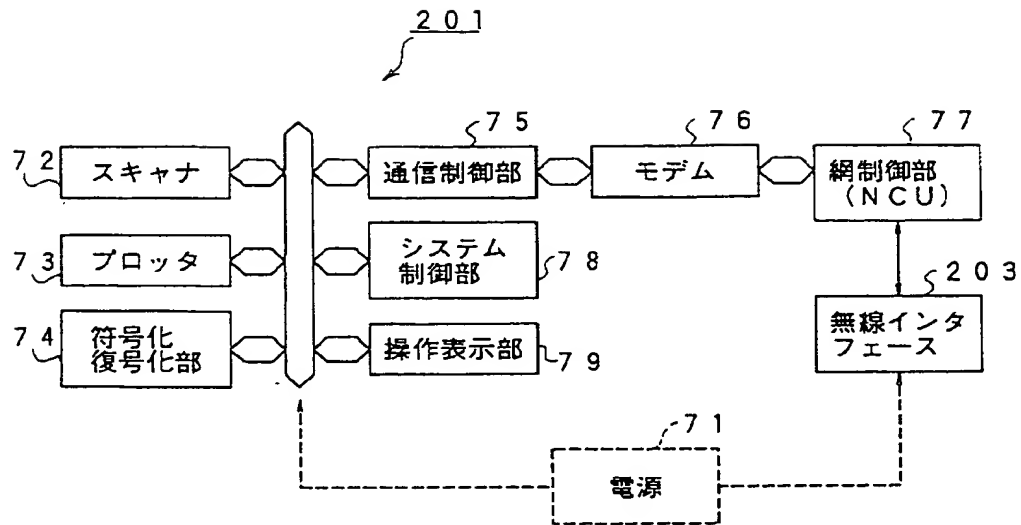 201
75
76
77
72
スキャナ
通信制御部
モデム
網制御部
(NCU)
73
プロッタ
システム
制御部
78
203
74
符号化
復号化部
操作表示部
79
無線インタ
フェース
71
電源